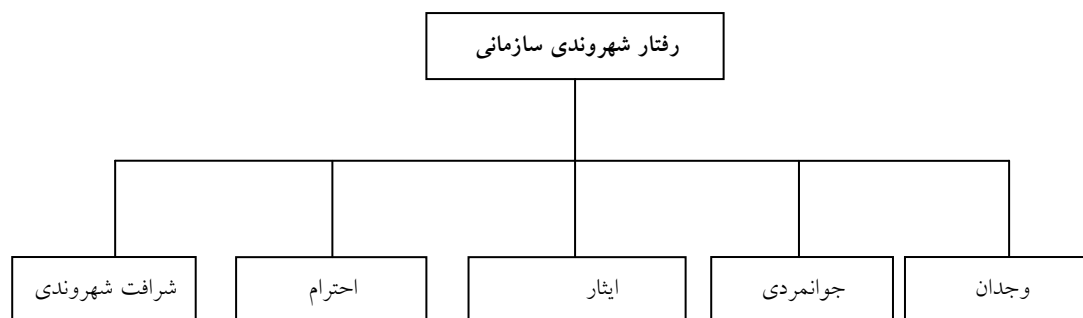 رفتار شهروندی سازمانی
وجدان
جوانمردی
ایثار
احترام
شرافت شهروندی